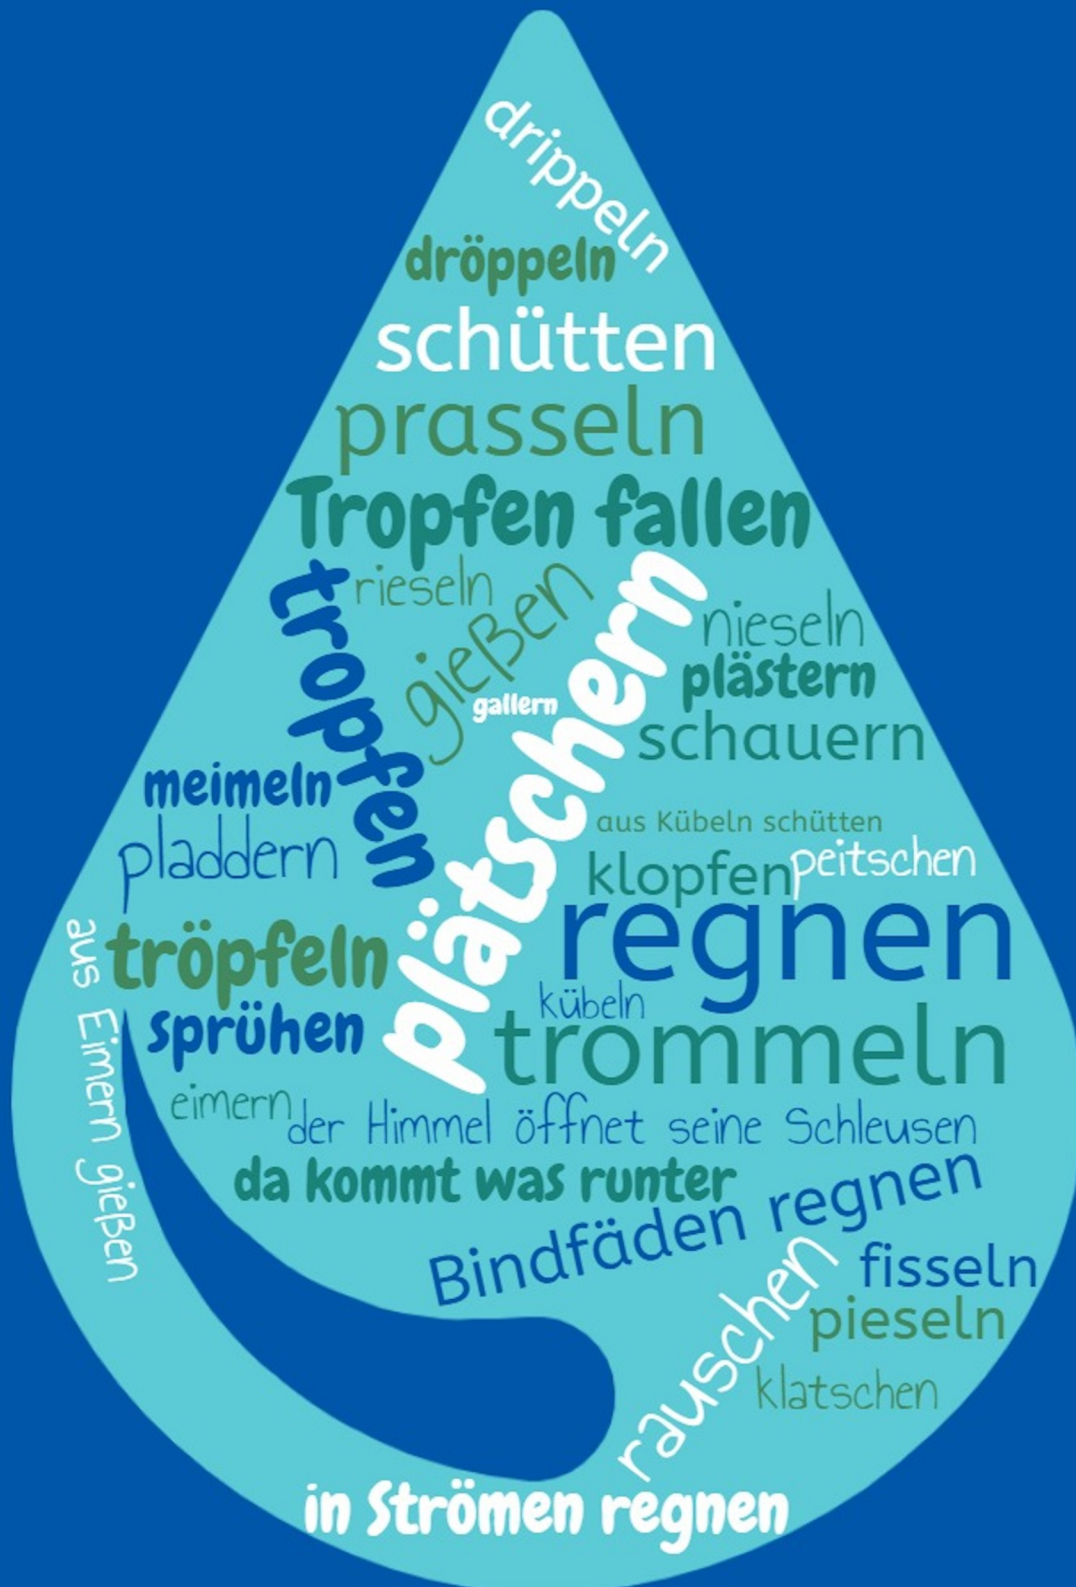 drippeln
dröppeln
schütten
prasseln
Tropfen fallen
tropfen
rieseln
gießen
nieseln
plästern
gallern
plätschern
schauern
meimeln
pladdern
aus Kübeln schütten
klopfen
peitschen
regnen
aus Eimern gießen
tröpfeln
sprühen
kübeln
trommeln
eimern
der Himmel öffnet seine Schleusen
da kommt was runter
Bindfäden regnen
rauschen
fisseln
pieseln
klatschen
in Strömen regnen